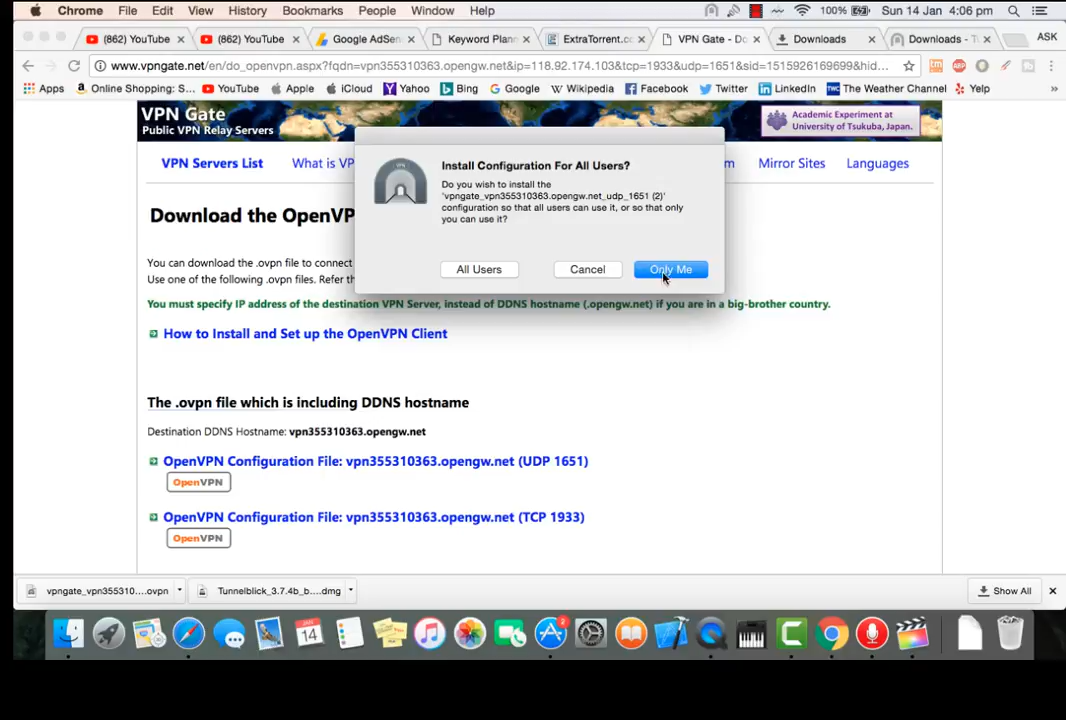 Chrome File Edit View History Bookmarks People Window Help 100% Sun 14 Jan 4:06 pm
(862) YouTube × (862) YouTube × Google AdSen × Keyword Plan × ExtraTorrent.cc × VPN Gate - Do × Downloads × Downloads - T × ASK
www.vpngate.net/en/do_openvpn.aspx?fqdn=vpn355310363.opengw.net&ip=118.92.174.103&tcp=1933&udp=1651&sid=1515926169699&hid...
Apps Online Shopping: S... YouTube Apple iCloud Yahoo Bing Google Wikipedia Facebook Twitter LinkedIn The Weather Channel Yelp »
VPN Gate
Public VPN Relay Servers
Academic Experiment at
University of Tsukuba, Japan.
VPN Servers List What is VP m Mirror Sites Languages
Install Configuration For All Users?
Do you wish to install the
'vpngate_vpn355310363.opengw.net_udp_1651 (2)'
configuration so that all users can use it, or so that only
you can use it?
All Users Cancel Only Me
Download the OpenVP
You can download the .ovpn file to connect
Use one of the following .ovpn files. Refer th
You must specify IP address of the destination VPN Server, instead of DDNS hostname (.opengw.net) if you are in a big-brother country.
How to Install and Set up the OpenVPN Client
The .ovpn file which is including DDNS hostname
Destination DDNS Hostname: vpn355310363.opengw.net
OpenVPN Configuration File: vpn355310363.opengw.net (UDP 1651)
OpenVPN
OpenVPN Configuration File: vpn355310363.opengw.net (TCP 1933)
OpenVPN
vpngate_vpn355310....ovpn Tunnelblick_3.7.4b_b....dmg Show All ×